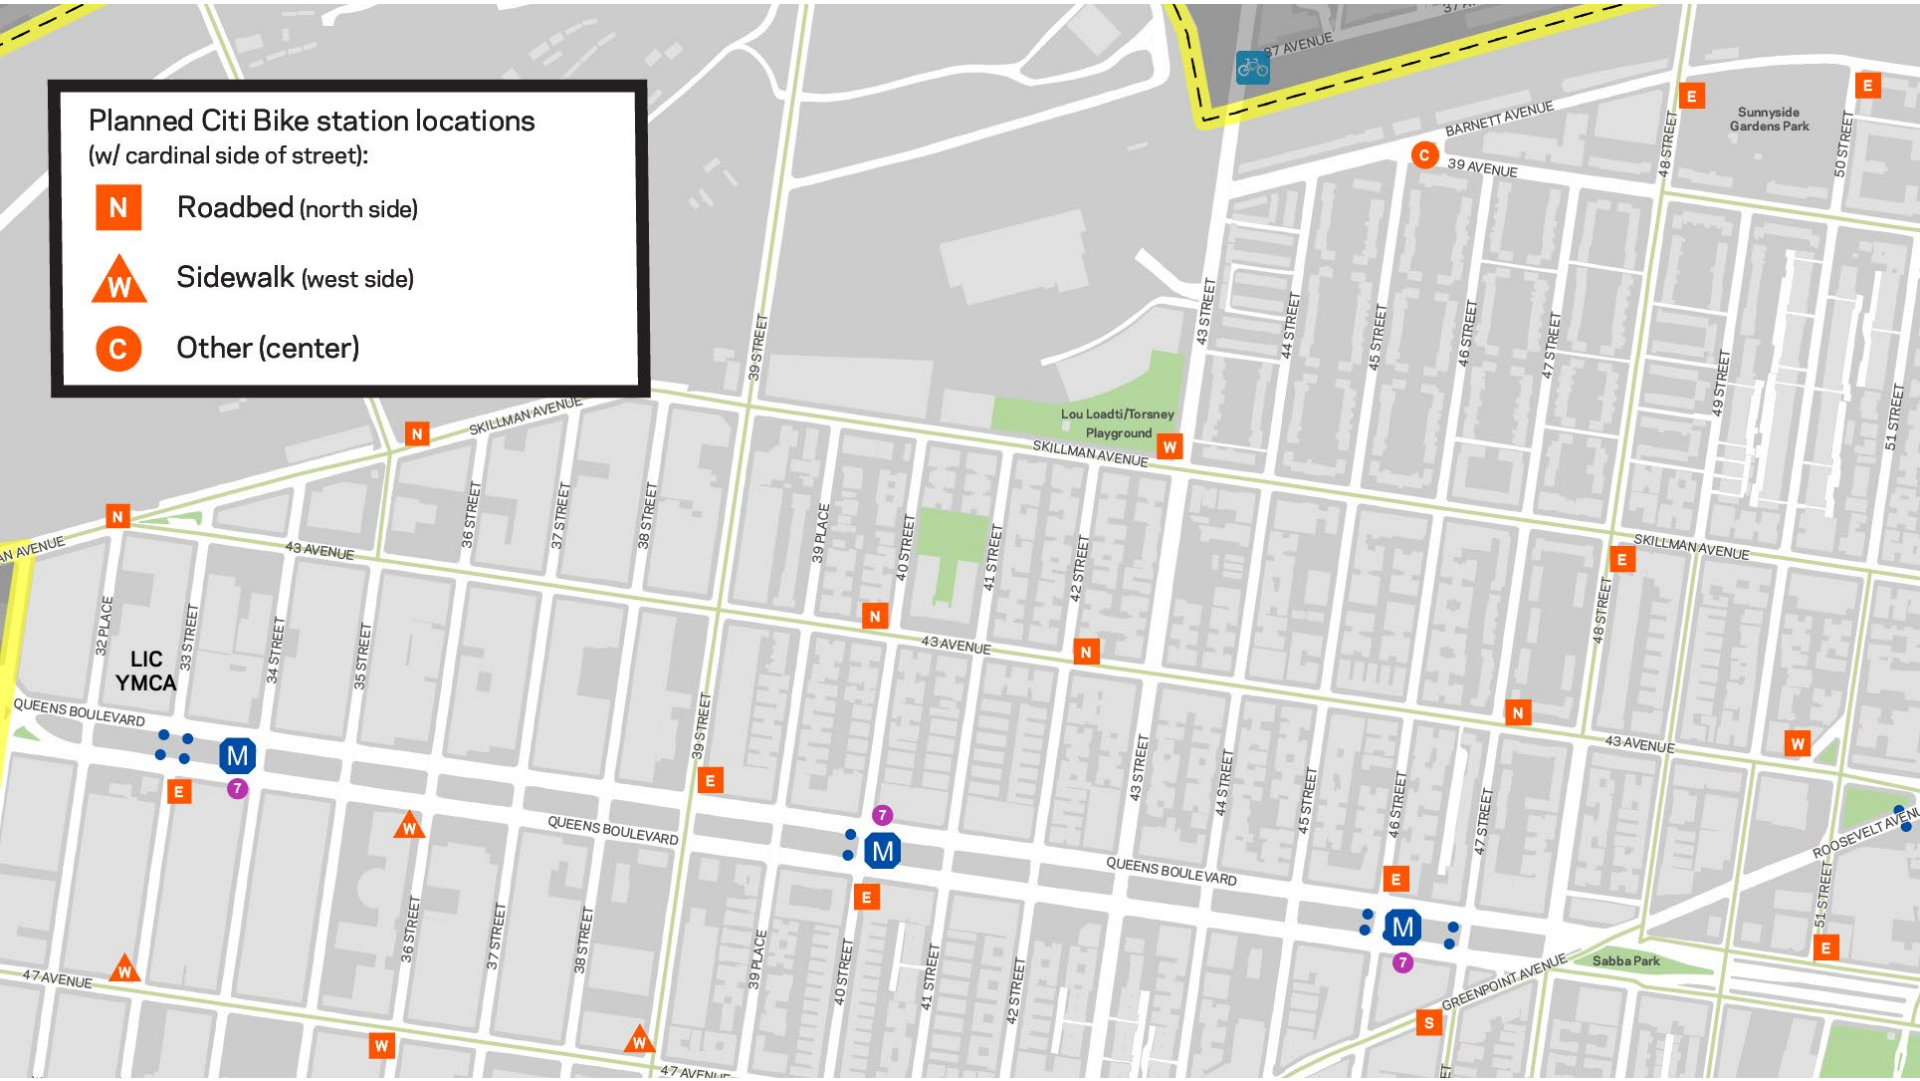 37 A
37 AVENUE
Planned Citi Bike station locations
(w/ cardinal side of street):
N Roadbed (north side)
W Sidewalk (west side)
C Other (center)
E
E
Sunnyside
Gardens Park
BARNETT AVENUE
C
39 AVENUE
48 STREET
50 STREET
39 STREET
43 STREET
44 STREET
45 STREET
46 STREET
47 STREET
49 STREET
51 STREET
Lou Loadti/Torsney
Playground
W
N
SKILLMAN AVENUE
SKILLMAN AVENUE
N
AN AVENUE
43 AVENUE
36 STREET
37 STREET
38 STREET
39 PLACE
40 STREET
41 STREET
42 STREET
SKILLMAN AVENUE
E
48 STREET
32 PLACE
33 STREET
34 STREET
35 STREET
LIC
YMCA
N
43 AVENUE
N
N
43 AVENUE
W
QUEENS BOULEVARD
M
7
E
39 STREET
E
43 STREET
44 STREET
45 STREET
46 STREET
47 STREET
W
QUEENS BOULEVARD
7
M
E
QUEENS BOULEVARD
E
M
7
ROOSEVELT AVENU
51 STREET
E
36 STREET
37 STREET
38 STREET
39 PLACE
40 STREET
41 STREET
42 STREET
Sabba Park
GREENPOINT AVENUE
S
W
47 AVENUE
W
W
47 AVENUE
ET